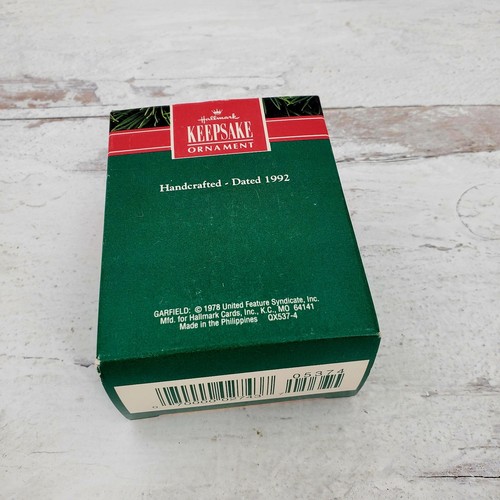 Hallmark
KEEPSAKE
ORNAMENT
Handcrafted - Dated 1992
GARFIELD: © 1978 United Feature Syndicate, Inc.
Mfd. for Hallmark Cards, Inc., K.C., MO 64141
Made in the Philippines QX537-4
05374